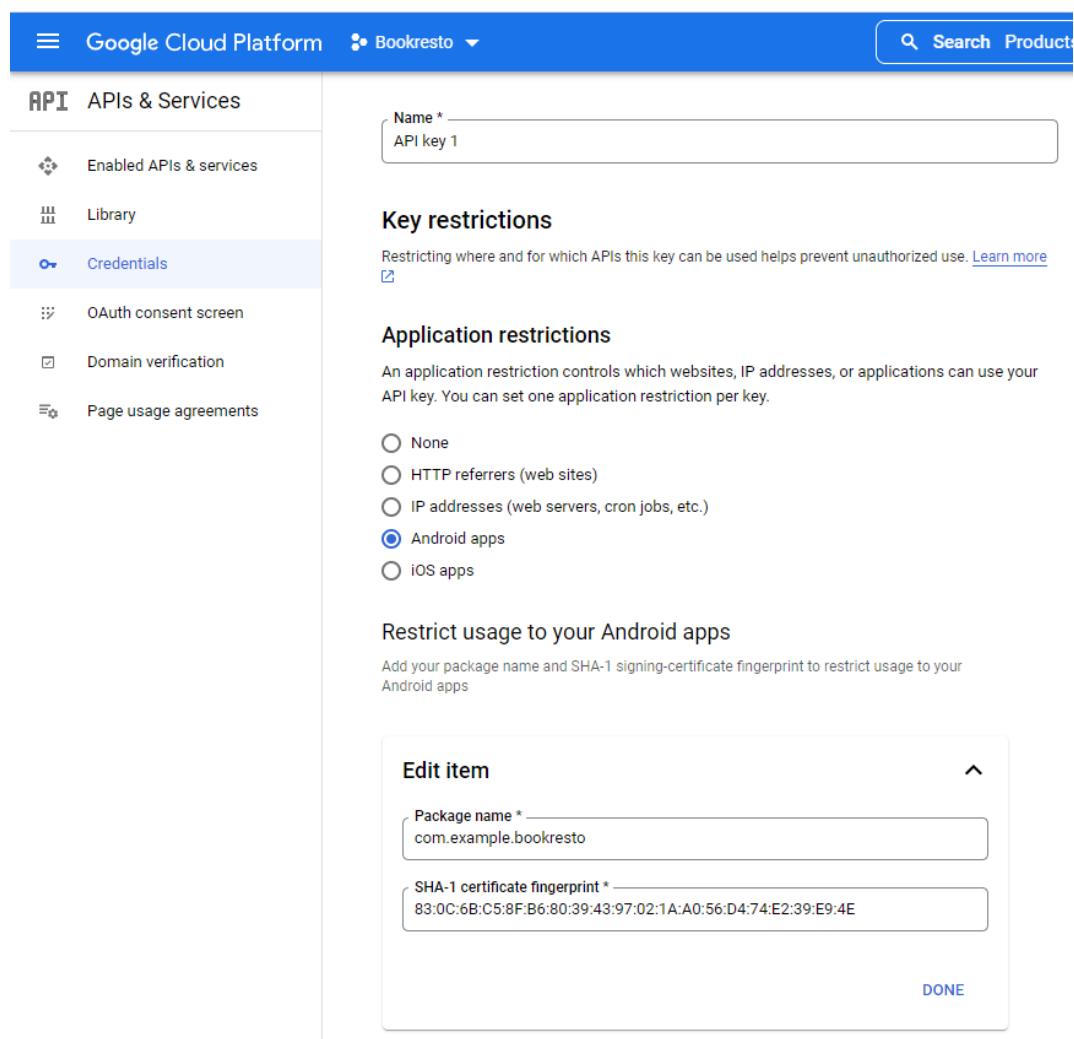 Google Cloud Platform
Bookresto
Search Products
API APIs & Services
Enabled APIs & services
Library
Credentials
OAuth consent screen
Domain verification
Page usage agreements
Name *
API key 1
Key restrictions
Restricting where and for which APIs this key can be used helps prevent unauthorized use. Learn more
Application restrictions
An application restriction controls which websites, IP addresses, or applications can use your
API key. You can set one application restriction per key.
None
HTTP referrers (web sites)
IP addresses (web servers, cron jobs, etc.)
Android apps
iOS apps
Restrict usage to your Android apps
Add your package name and SHA-1 signing-certificate fingerprint to restrict usage to your
Android apps
Edit item
Package name *
com.example.bookresto
SHA-1 certificate fingerprint *
83:0C:6B:C5:8F:B6:80:39:43:97:02:1A:A0:56:D4:74:E2:39:E9:4E
DONE